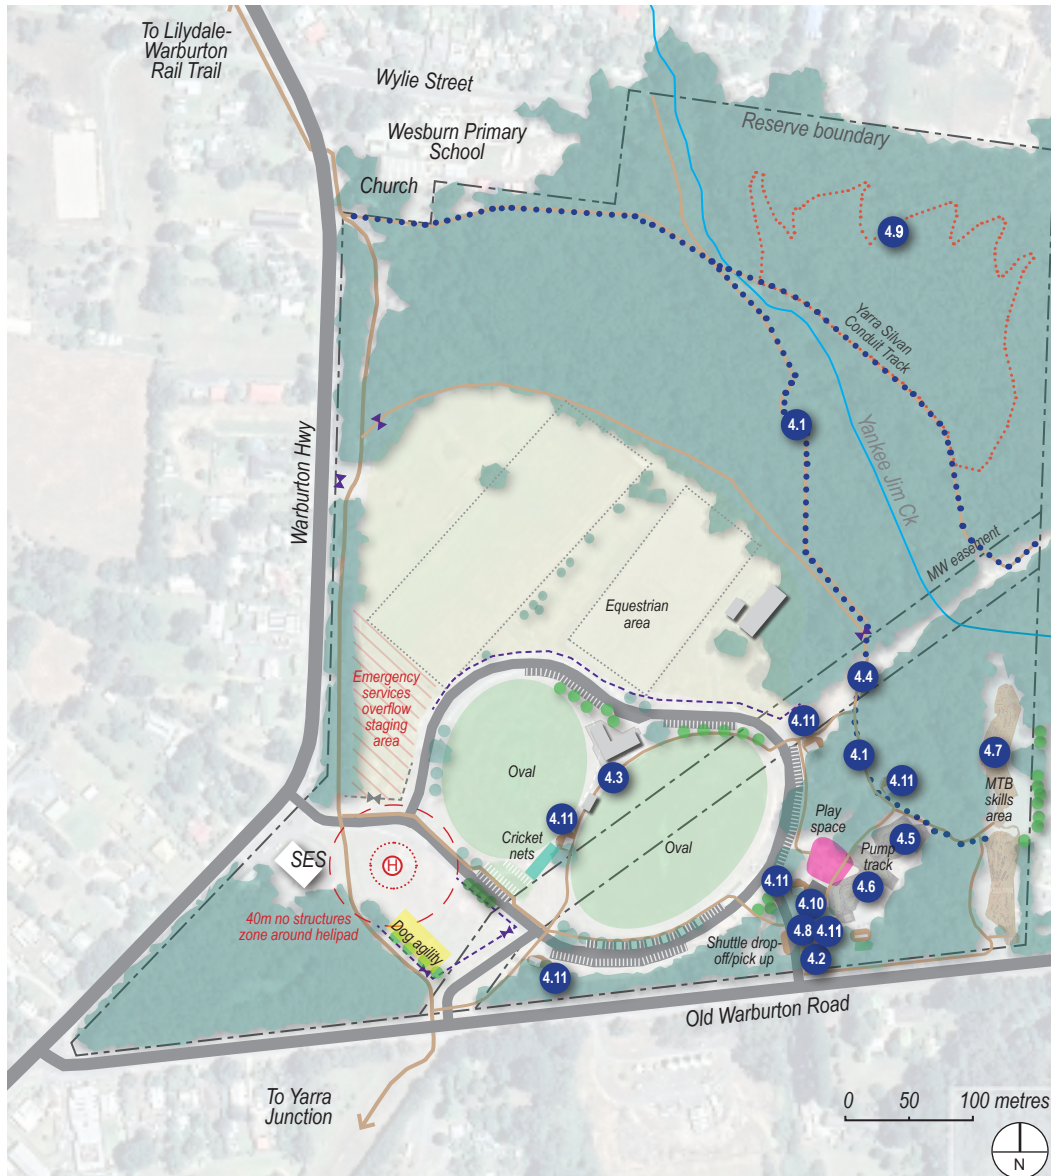 To Lilydale-
Warburton
Rail Trail
Wylie Street
Wesburn Primary
School
Church
Reserve boundary
4.9
Yarra Silvan
Conduit Track
Warburton Hwy
4.1
Yankee Jim Ck
MW easement
Equestrian
area
Emergency
services
overflow
staging
area
4.4
4.11
4.1
4.7
4.11
MTB
skills
area
Oval
4.3
4.11
Cricket
nets
Play
space
4.5
Oval
Pump
track
SES
H
4.11
4.6
4.10
40m no structures
zone around helipad
Dog agility
4.8
4.11
Shuttle drop-
off/pick up
4.2
4.11
Old Warburton Road
To Yarra
Junction
0 50 100 metres
N